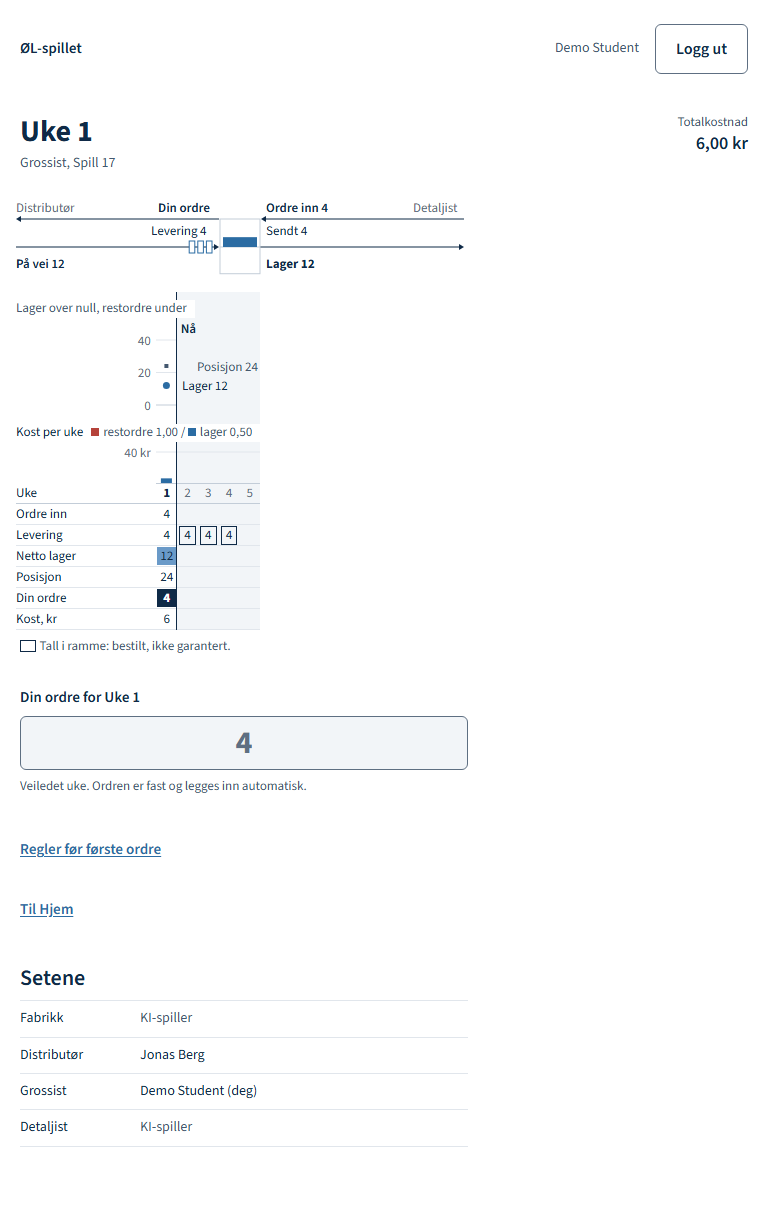 ØL-spillet
Demo Student
Logg ut
Uke 1
Totalkostnad
6,00 kr
Grossist, Spill 17
Distributør
Din ordre
Ordre inn 4
Detaljist
Levering 4
Sendt 4
På vei 12
Lager 12
Lager over null, restordre under
Nå
40
Posisjon 24
20
Lager 12
0
Kost per uke restordre 1,00 / lager 0,50
40 kr
Uke 1 2 3 4 5
Ordre inn 4
Levering 4 4 4 4
Netto lager 12
Posisjon 24
Din ordre 4
Kost, kr 6
Tall i ramme: bestilt, ikke garantert.
Din ordre for Uke 1
4
Veiledet uke. Ordren er fast og legges inn automatisk.
Regler før første ordre
Til Hjem
Setene
Fabrikk KI-spiller
Distributør Jonas Berg
Grossist Demo Student (deg)
Detaljist KI-spiller